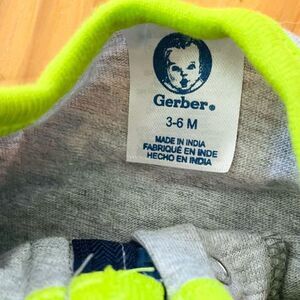 Gerber®
3-6 M
MADE IN INDIA
FABRIQUÉ EN INDE
HECHO EN INDIA